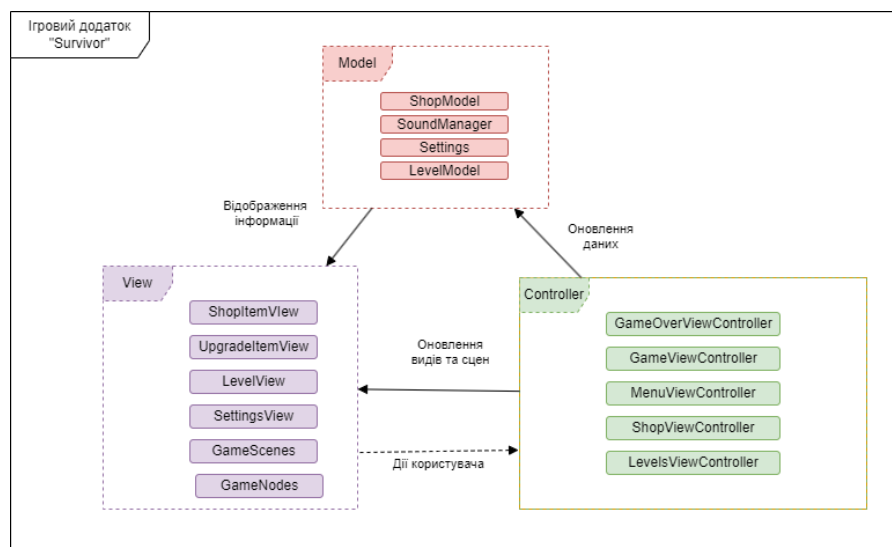 Ігровий додаток
"Survivor"
Model
ShopModel
SoundManager
Settings
LevelModel
Відображення
інформації
Оновлення
даних
View
ShopItemVIew
UpgradeItemView
LevelView
SettingsView
GameScenes
GameNodes
Оновлення
видів та сцен
Дії користувача
Controller
GameOverViewController
GameViewController
MenuViewController
ShopViewController
LevelsViewController